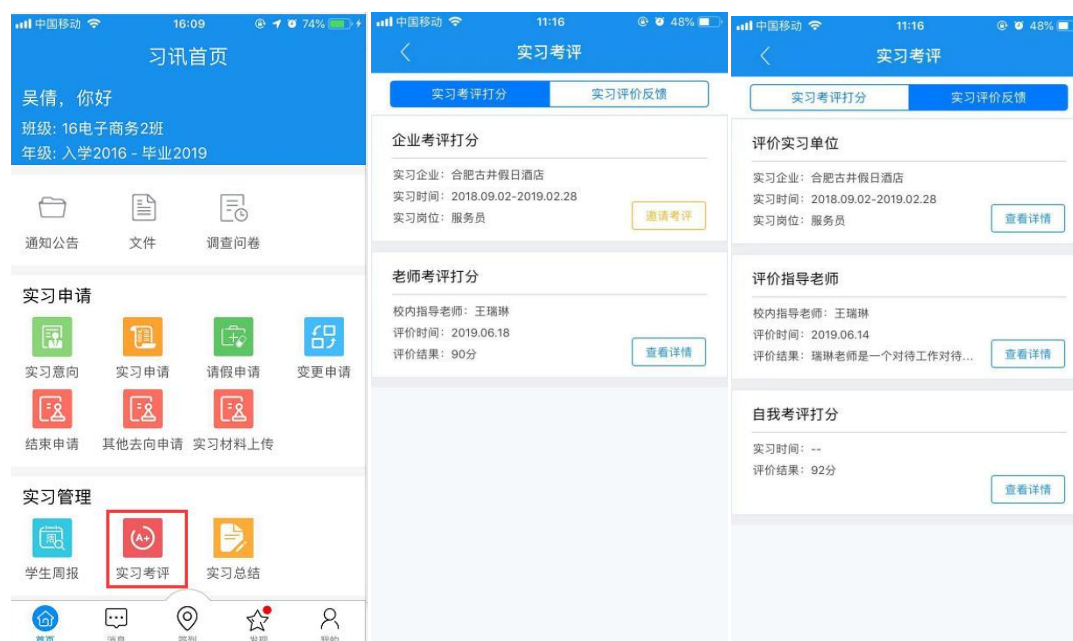 中国移动 16:09 74%
习讯首页
吴倩，你好
班级: 16电子商务2班
年级: 入学2016 - 毕业2019
通知公告 文件 调查问卷
实习申请
实习意向 实习申请 请假申请 变更申请
结束申请 其他去向申请 实习材料上传
实习管理
周
A+
学生周报 实习考评 实习总结
首页 消息 签到 发现 我的
中国移动 11:16 48%
实习考评
实习考评打分 实习评价反馈
企业考评打分
实习企业：合肥古井假日酒店
实习时间：2018.09.02-2019.02.28
实习岗位：服务员 邀请考评
老师考评打分
校内指导老师：王瑞琳
评价时间：2019.06.18
评价结果：90分 查看详情
中国移动 11:16 48%
实习考评
实习考评打分 实习评价反馈
评价实习单位
实习企业：合肥古井假日酒店
实习时间：2018.09.02-2019.02.28
实习岗位：服务员 查看详情
评价指导老师
校内指导老师：王瑞琳
评价时间：2019.06.14
评价结果：瑞琳老师是一个对待工作对待... 查看详情
自我考评打分
实习时间：--
评价结果：92分
查看详情